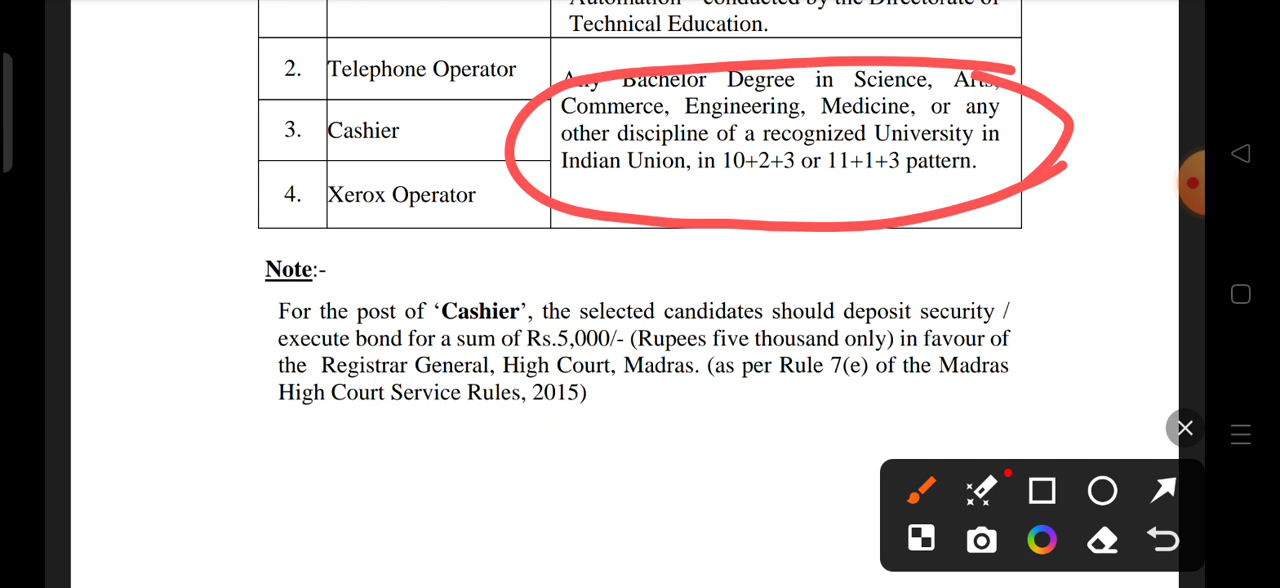 Technical Education.
2. Telephone Operator
Any Bachelor Degree in Science, Arts,
Commerce, Engineering, Medicine, or any
3. Cashier
other discipline of a recognized University in
Indian Union, in 10+2+3 or 11+1+3 pattern.
4. Xerox Operator
Note:-
For the post of ‘Cashier’, the selected candidates should deposit security /
execute bond for a sum of Rs.5,000/- (Rupees five thousand only) in favour of
the Registrar General, High Court, Madras. (as per Rule 7(e) of the Madras
High Court Service Rules, 2015)